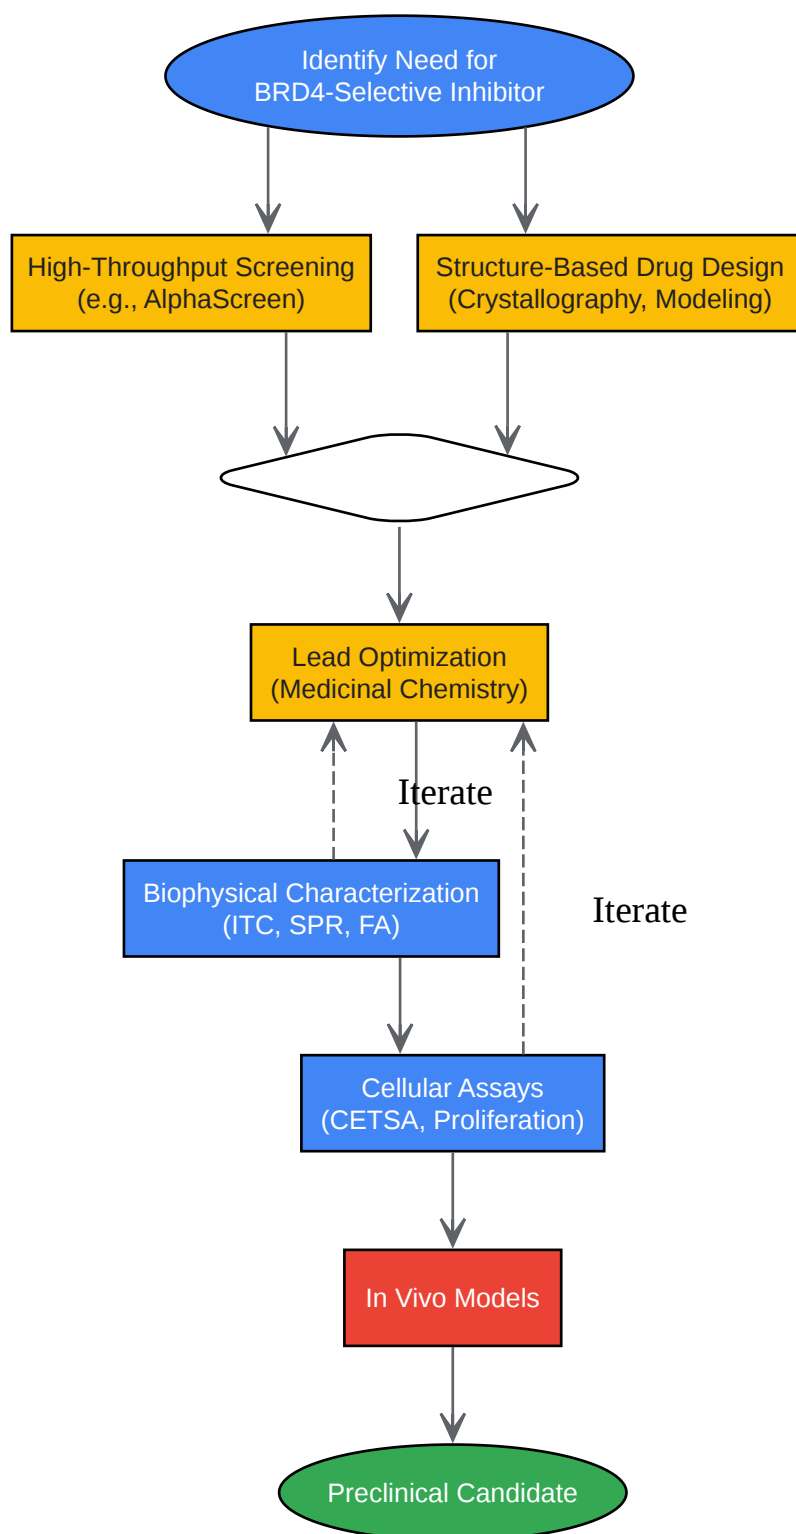 Identify Need for
BRD4-Selective Inhibitor
High-Throughput Screening
(e.g., AlphaScreen)
Structure-Based Drug Design
(Crystallography, Modeling)
Lead Optimization
(Medicinal Chemistry)
Iterate
Biophysical Characterization
(ITC, SPR, FA)
Iterate
Cellular Assays
(CETSA, Proliferation)
In Vivo Models
Preclinical Candidate